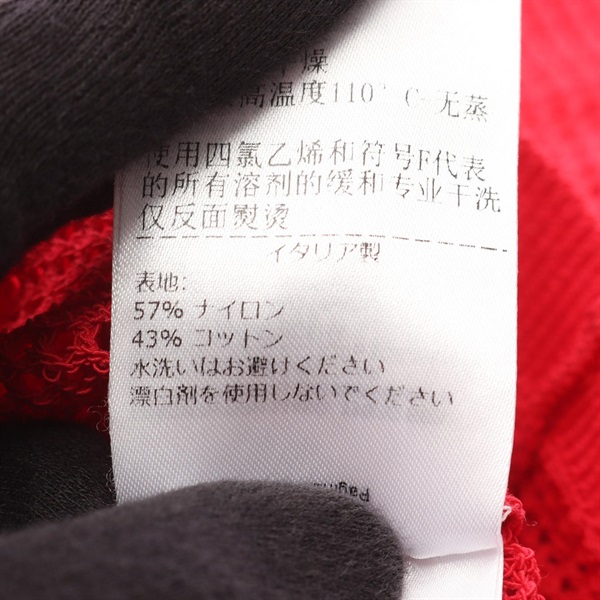 干燥
高温度110° C-无蒸
使用四氯乙烯和符号F代表
的所有溶剂的缓和专业干洗
仅反面熨烫
イタリア製
表地:
57% ナイロン
43% コットン
水洗いはお避けください
漂白剤を使用しないでください